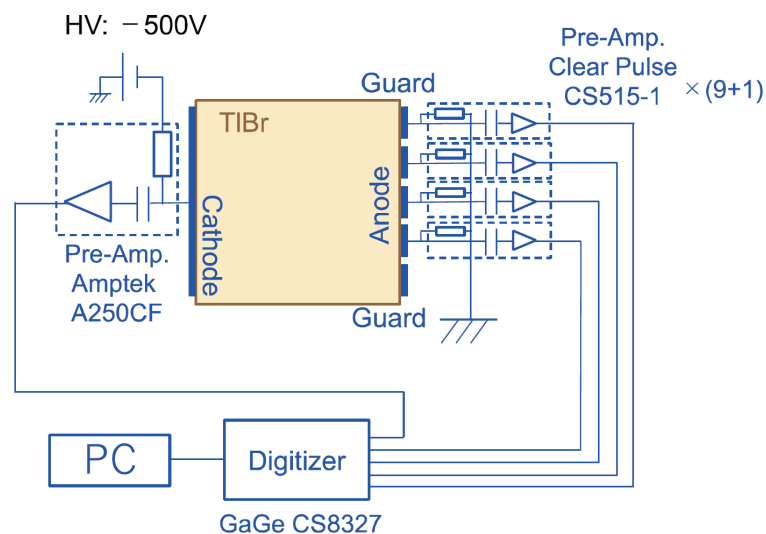 HV: －500V
Pre-Amp.
Clear Pulse
CS515-1
×(9+1)
Guard
TlBr
Cathode
Anode
Pre-Amp.
Amptek
A250CF
Guard
PC
Digitizer
GaGe CS8327